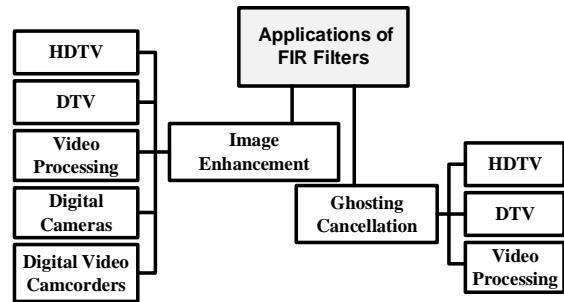 Applications of
FIR Filters
HDTV
DTV
Video
Processing
Digital
Cameras
Digital Video
Camcorders
Image
Enhancement
Ghosting
Cancellation
HDTV
DTV
Video
Processing